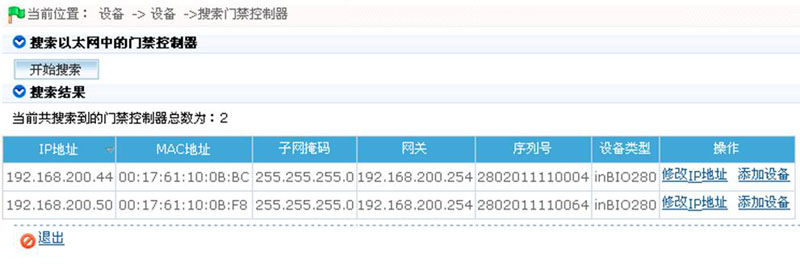 当前位置： 设备 -> 设备 ->搜索门禁控制器
搜索以太网中的门禁控制器
开始搜索
搜索结果
当前共搜索到的门禁控制器总数为：2
IP地址 MAC地址 子网掩码 网关 序列号 设备类型 操作
192.168.200.44 00:17:61:10:0B:BC 255.255.255.0 192.168.200.254 2802011110004 inBIO280 修改IP地址 添加设备
192.168.200.50 00:17:61:10:0B:F8 255.255.255.0 192.168.200.254 2802011110064 inBIO280 修改IP地址 添加设备
退出